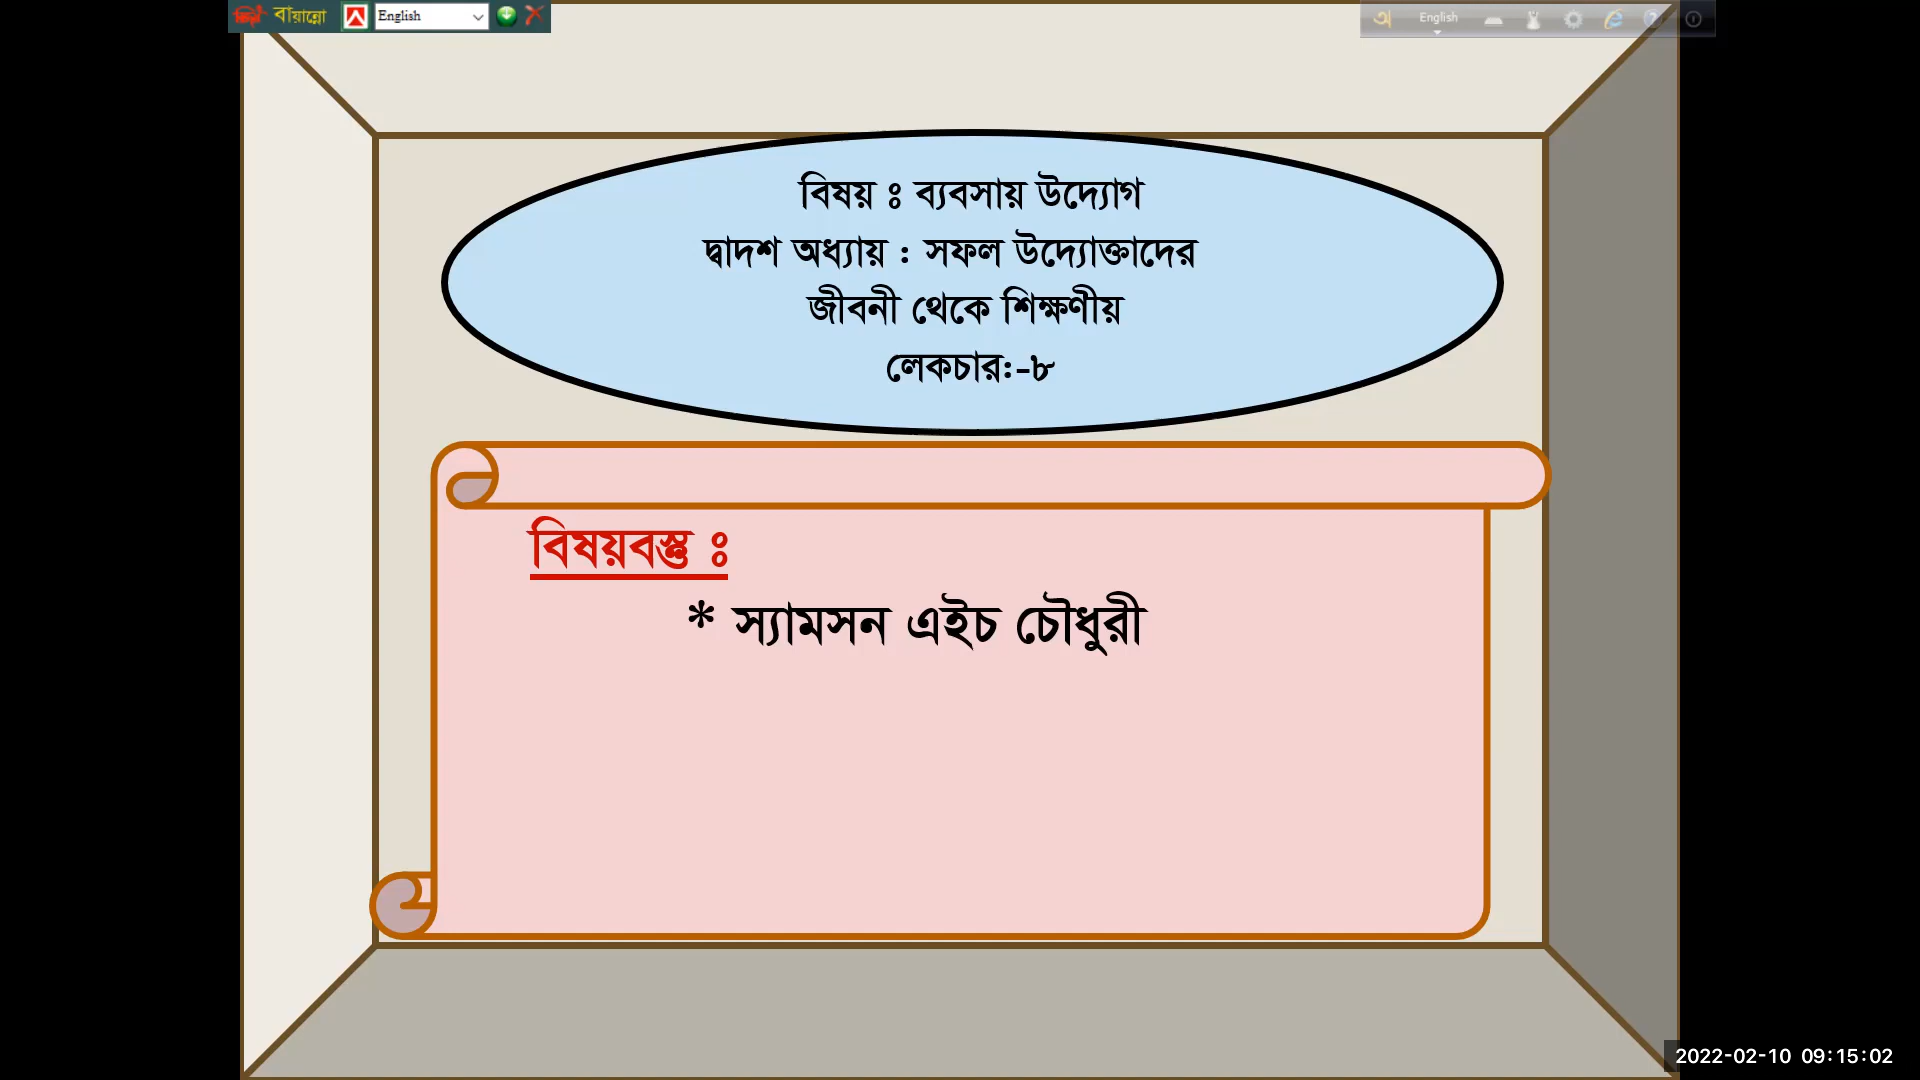 বায়ান্নো English
অ English
বিষয় ঃ ব্যবসায় উদ্যোগ
দ্বাদশ অধ্যায় : সফল উদ্যোক্তাদের
জীবনী থেকে শিক্ষণীয়
লেকচার:-৮
বিষয়বস্তু ঃ
* স্যামসন এইচ চৌধুরী
2022-02-10 09:15:02